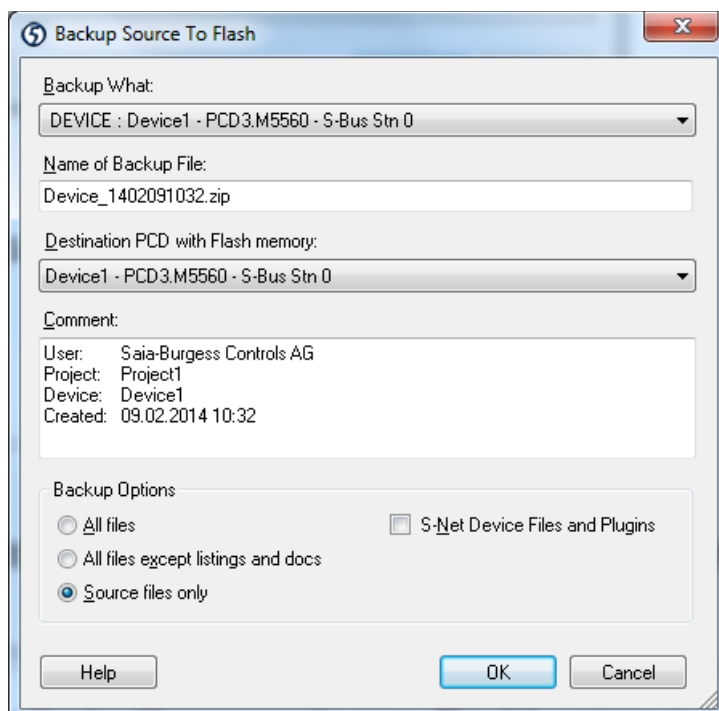 Backup Source To Flash
Backup What:
DEVICE : Device1 - PCD3.M5560 - S-Bus Stn 0
Name of Backup File:
Device_1402091032.zip
Destination PCD with Flash memory:
Device1 - PCD3.M5560 - S-Bus Stn 0
Comment:
User: Saia-Burgess Controls AG
Project: Project1
Device: Device1
Created: 09.02.2014 10:32
Backup Options
All files
S-Net Device Files and Plugins
All files except listings and docs
Source files only
Help
OK
Cancel